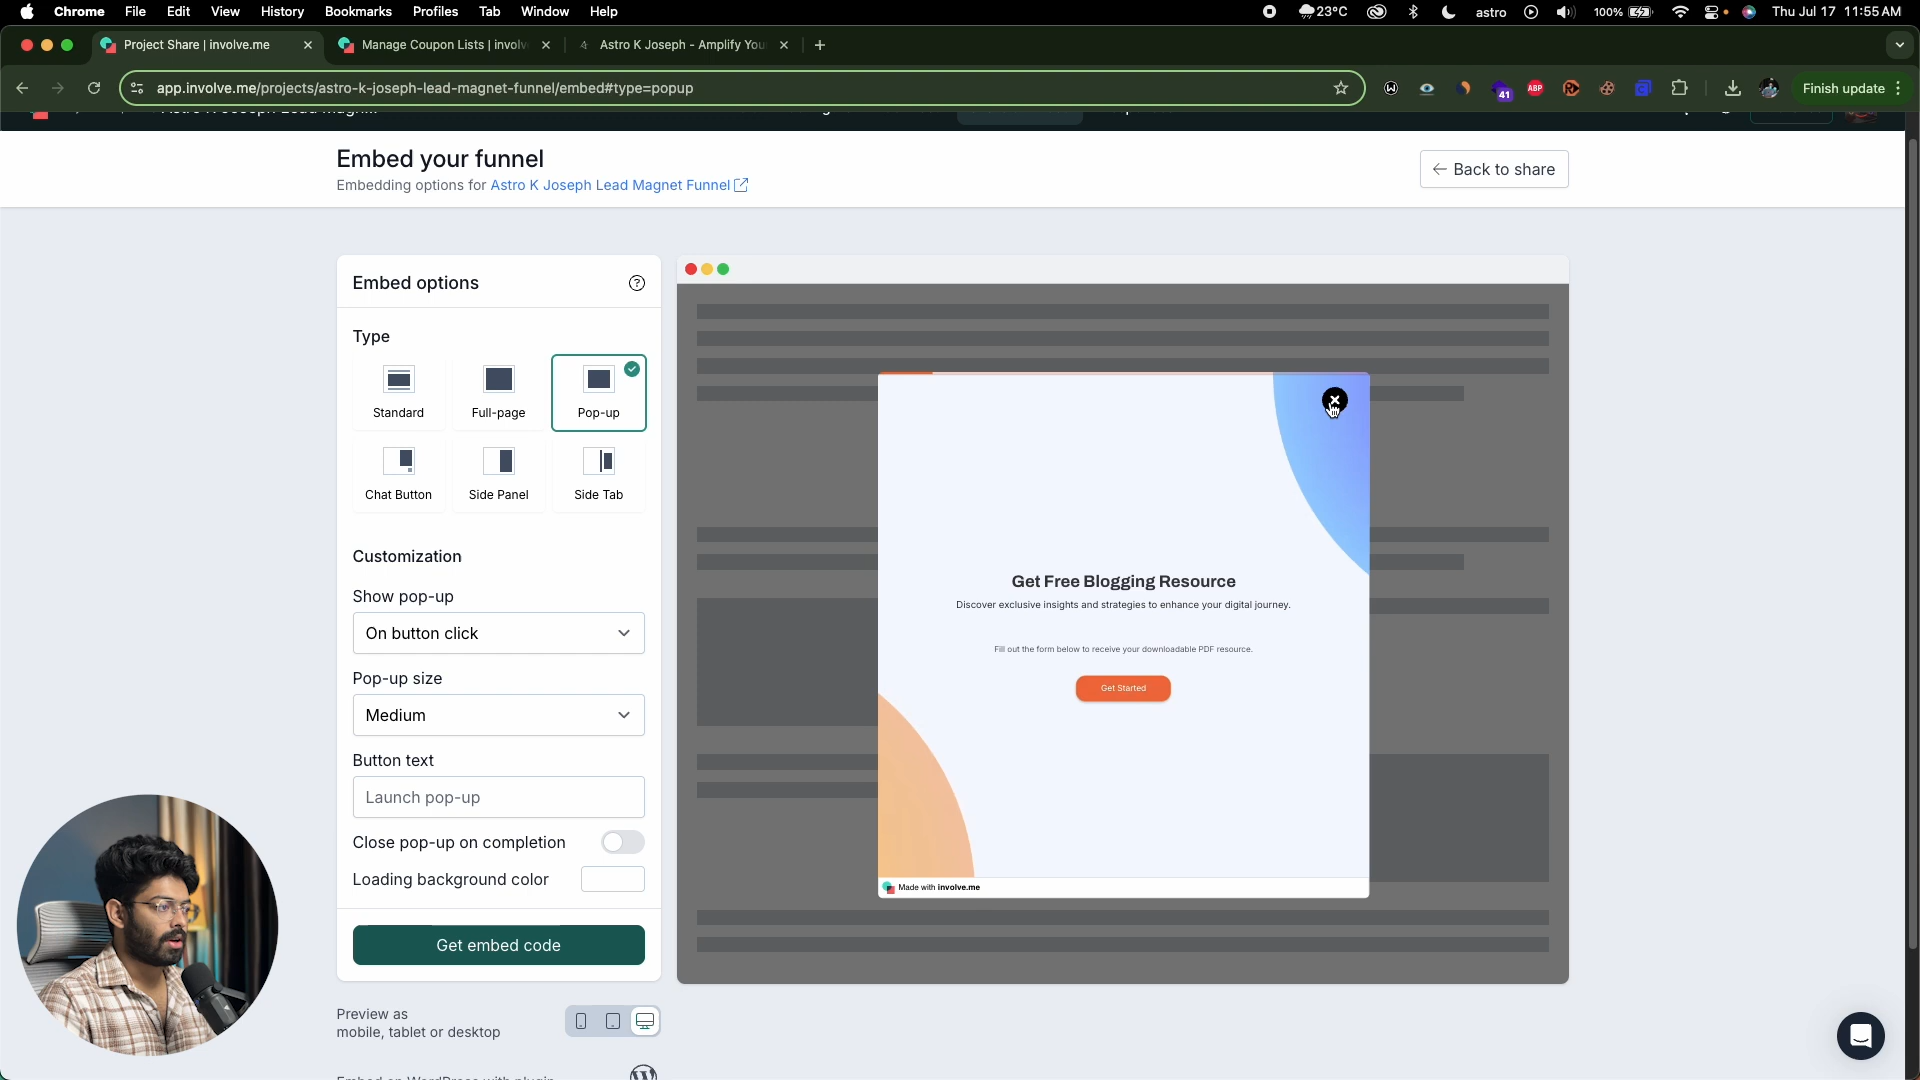 Chrome File Edit View History Bookmarks Profiles Tab Window Help 23°C astro 100% Thu Jul 17 11:55 AM
Project Share | involve.me Manage Coupon Lists | involv Astro K Joseph - Amplify You
app.involve.me/projects/astro-k-joseph-lead-magnet-funnel/embed#type=popup 41 ABP Finish update
Embed your funnel
Embedding options for Astro K Joseph Lead Magnet Funnel
Back to share
Embed options
Type
Standard Full-page Pop-up
Chat Button Side Panel Side Tab
Customization
Show pop-up
On button click
Pop-up size
Medium
Button text
Launch pop-up
Close pop-up on completion
Loading background color
Get embed code
Preview as
mobile, tablet or desktop
Get Free Blogging Resource
Discover exclusive insights and strategies to enhance your digital journey.
Fill out the form below to receive your downloadable PDF resource.
Get Started
Made with involve.me